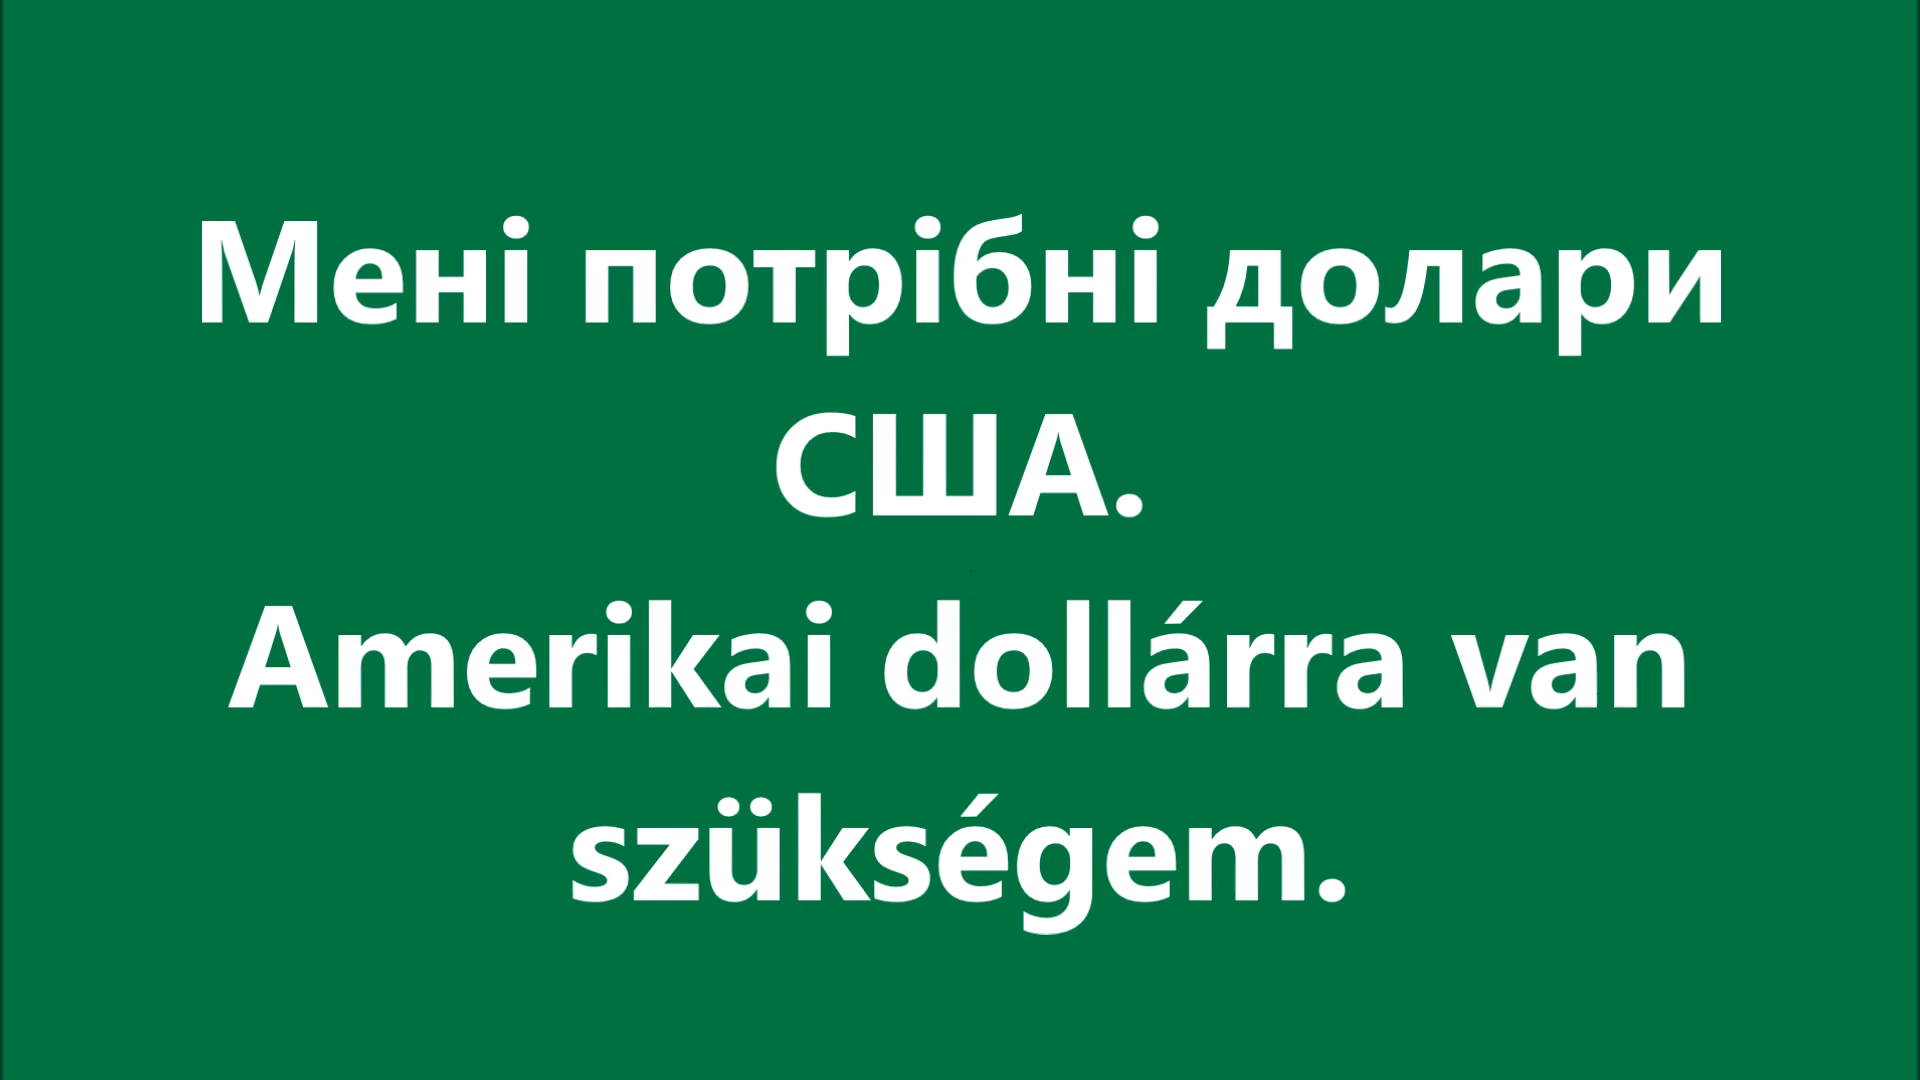 Мені потрібні долари
США.
Amerikai dollárra van
szükségem.